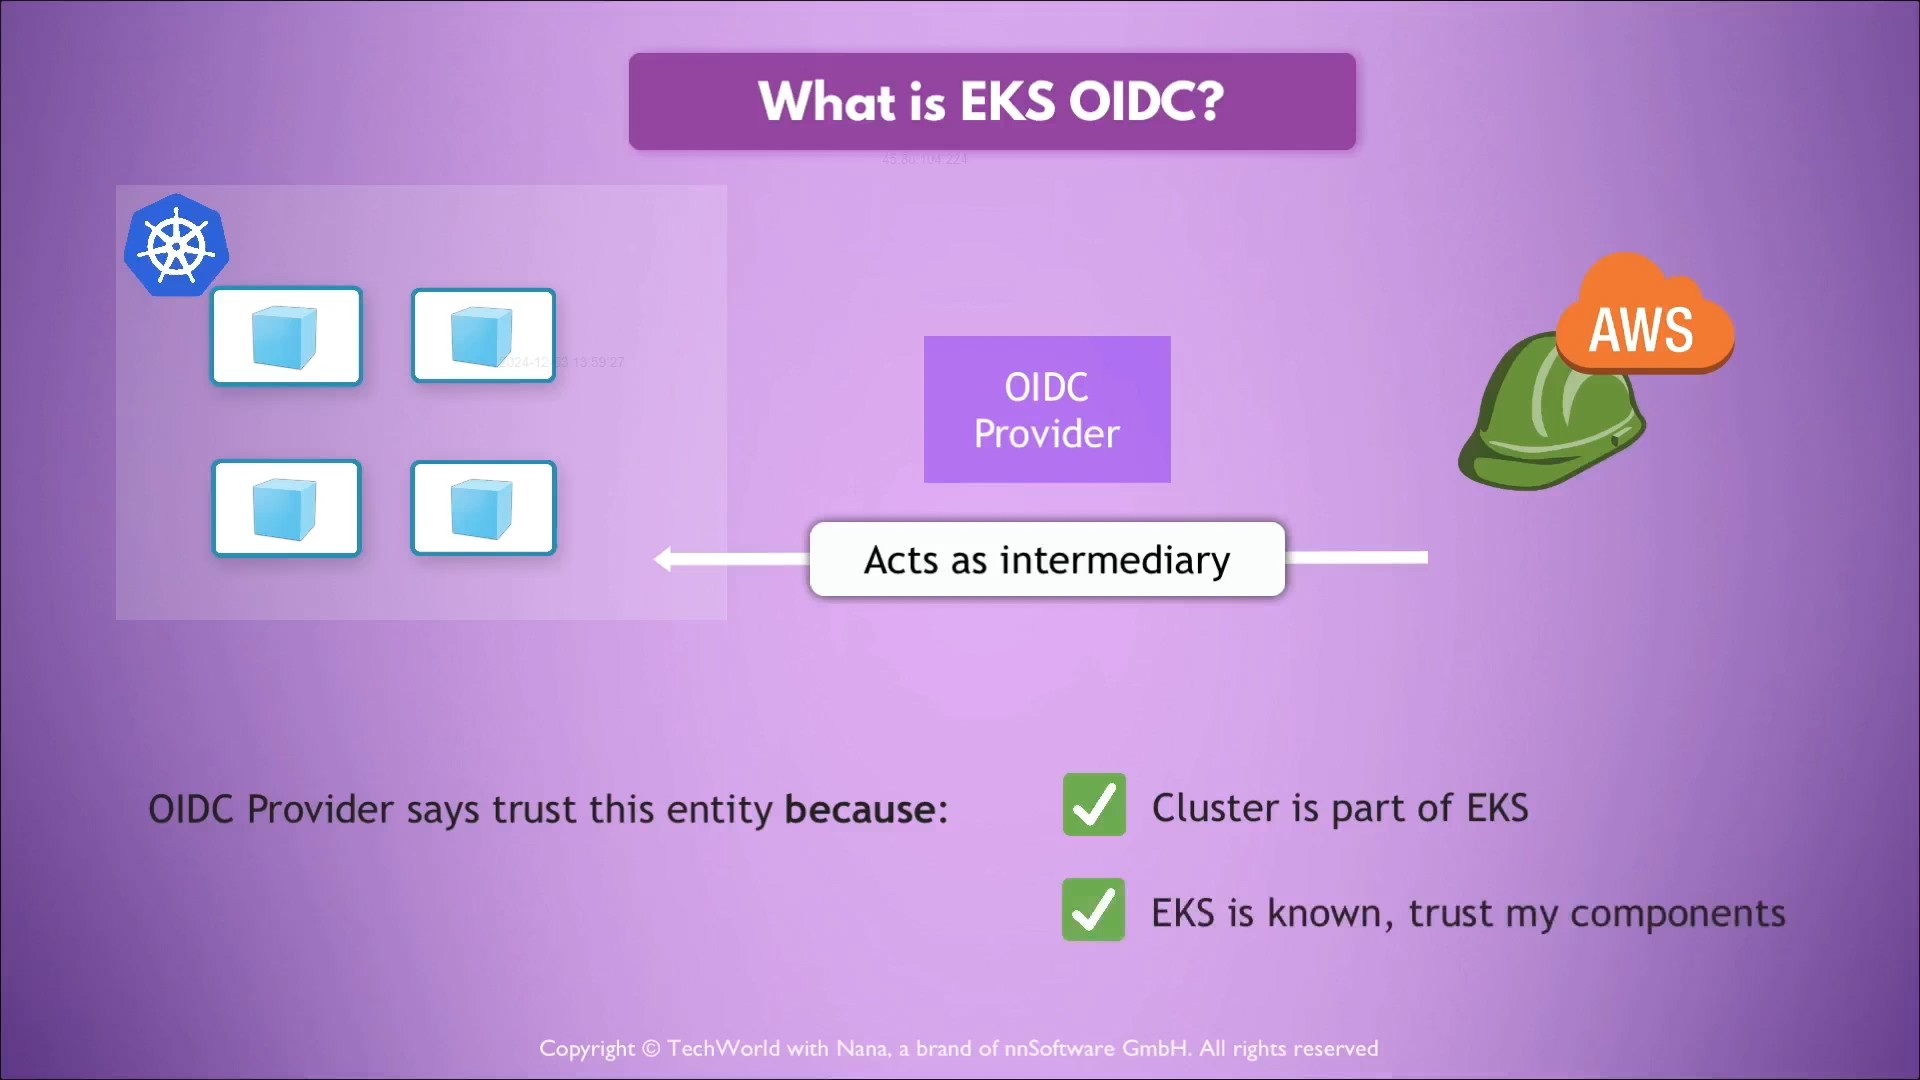 What is EKS OIDC?
45.86.104.224
2024-12-03 13:59:27
AWS
OIDC
Provider
Acts as intermediary
OIDC Provider says trust this entity because:
Cluster is part of EKS
EKS is known, trust my components
Copyright © TechWorld with Nana, a brand of nnSoftware GmbH. All rights reserved